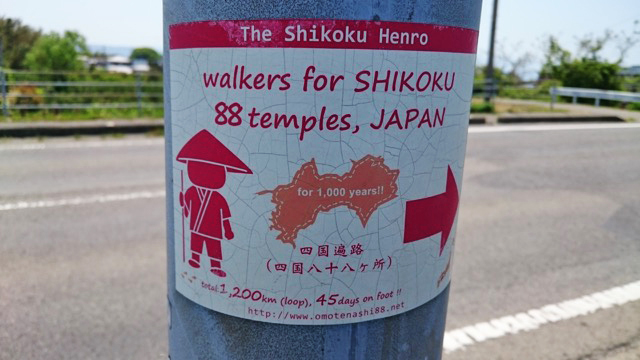 The Shikoku Henro
walkers for SHIKOKU
88 temples, JAPAN
for 1,000 years!!
四国遍路
(四国八十八ヶ所)
total 1,200km (loop), 45days on foot !!
http://www.omotenashi88.net